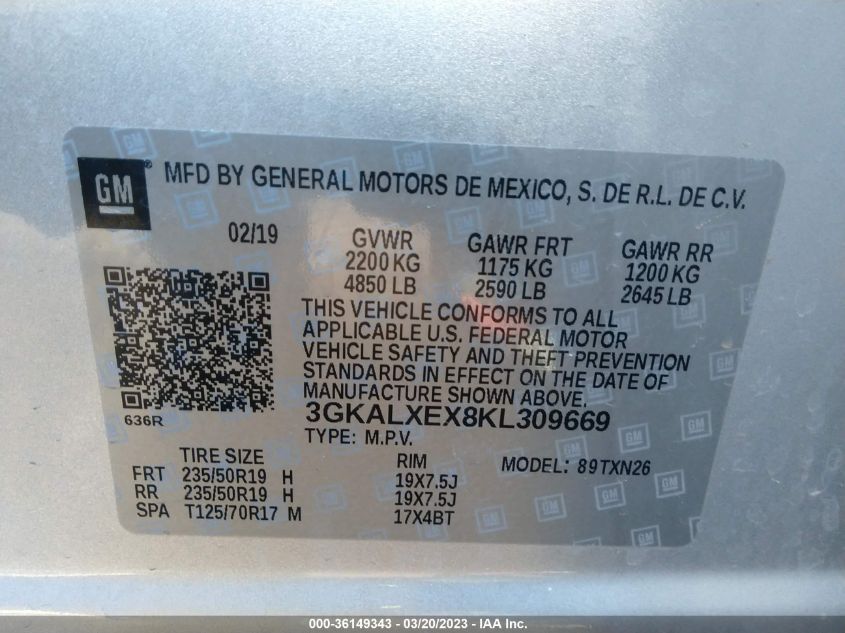 GM ® MFD BY GENERAL MOTORS DE MEXICO, S. DE R.L. DE C.V.
02/19 GVWR GAWR FRT GAWR RR
2200 KG 1175 KG 1200 KG
4850 LB 2590 LB 2645 LB
THIS VEHICLE CONFORMS TO ALL
APPLICABLE U.S. FEDERAL MOTOR
VEHICLE SAFETY AND THEFT PREVENTION
STANDARDS IN EFFECT ON THE DATE OF
MANUFACTURE SHOWN ABOVE.
636R 3GKALXEX8KL309669
TYPE: M.P.V.
TIRE SIZE RIM MODEL: 89TXN26
FRT 235/50R19 H 19X7.5J
RR 235/50R19 H 19X7.5J
SPA T125/70R17 M 17X4BT
000-36149343 - 03/20/2023 - IAA Inc.